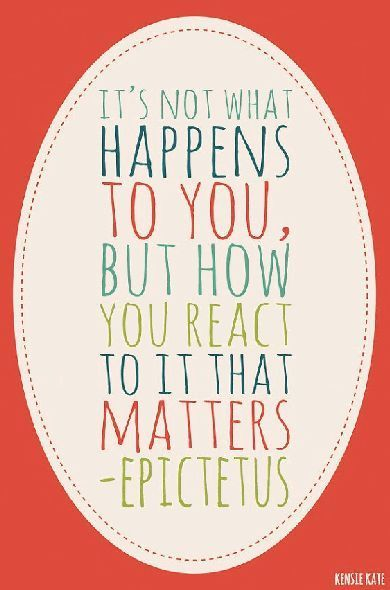 IT'S NOT WHAT
HAPPENS
TO YOU,
BUT HOW
YOU REACT
TO IT THAT
MATTERS
-EPICTETUS
KENSIE KATE